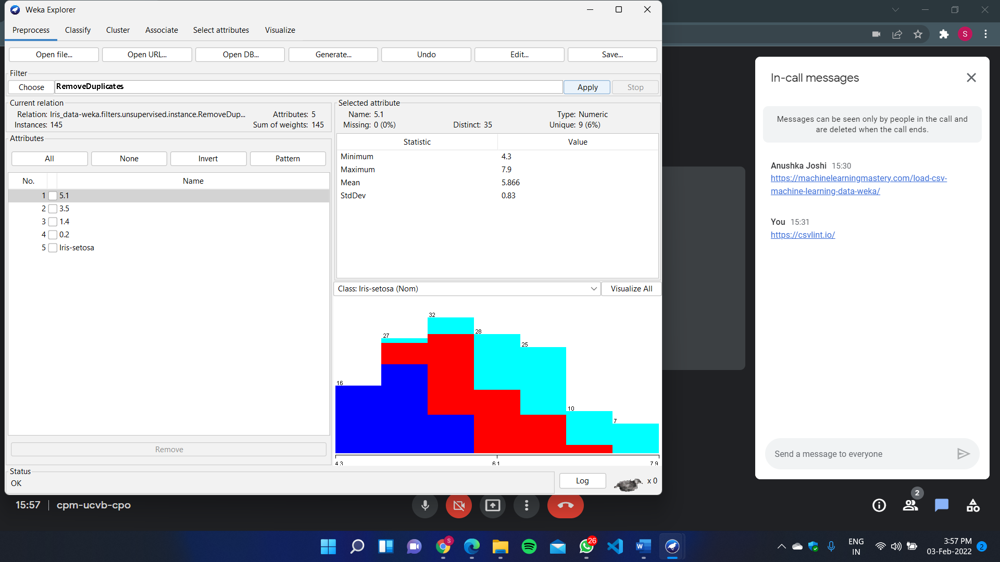 Weka Explorer
Preprocess Classify Cluster Associate Select attributes Visualize
Open file... Open URL... Open DB... Generate... Undo Edit... Save...
Filter
Choose RemoveDuplicates Apply Stop
Current relation
Relation: Iris_data-weka.filters.unsupervised.instance.RemoveDup... Attributes: 5
Instances: 145 Sum of weights: 145
Attributes
All None Invert Pattern
No. Name
1 5.1
2 3.5
3 1.4
4 0.2
5 Iris-setosa
Remove
Selected attribute
Name: 5.1 Type: Numeric
Missing: 0 (0%) Distinct: 35 Unique: 9 (6%)
Statistic Value
Minimum 4.3
Maximum 7.9
Mean 5.866
StdDev 0.83
Class: Iris-setosa (Nom) Visualize All
16
27
32
28
25
10
7
4.3 6.1 7.9
Status
OK
Log x 0
S
In-call messages
Messages can be seen only by people in the call and
are deleted when the call ends.
Anushka Joshi 15:30
https://machinelearningmastery.com/load-csv-
machine-learning-data-weka/
You 15:31
https://csvlint.io/
Send a message to everyone
15:57 cpm-ucvb-cpo
2
S
26
W
ENG
IN
3:57 PM
03-Feb-2022
2